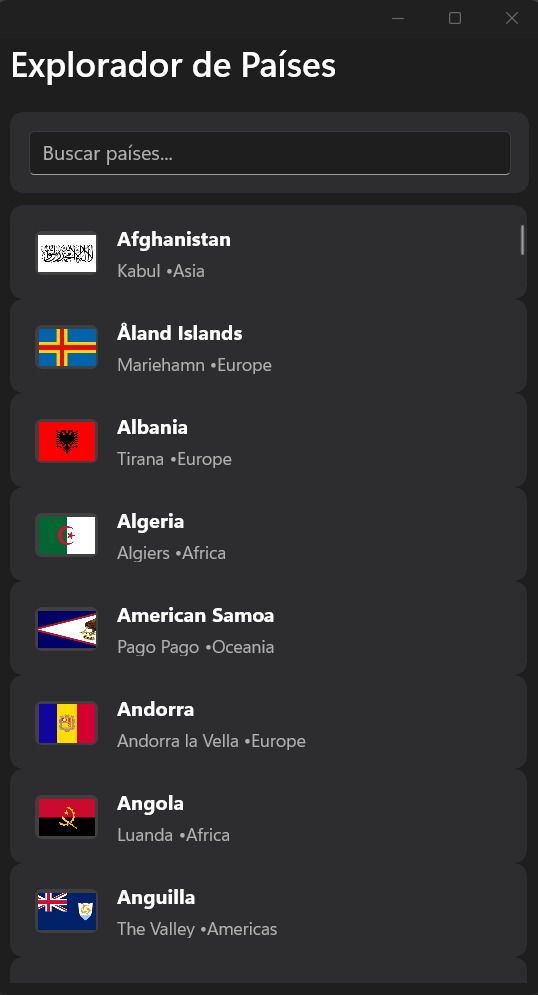 Explorador de Países
Buscar países...
Afghanistan
Kabul •Asia
Åland Islands
Mariehamn •Europe
Albania
Tirana •Europe
Algeria
Algiers •Africa
American Samoa
Pago Pago •Oceania
Andorra
Andorra la Vella •Europe
Angola
Luanda •Africa
Anguilla
The Valley •Americas